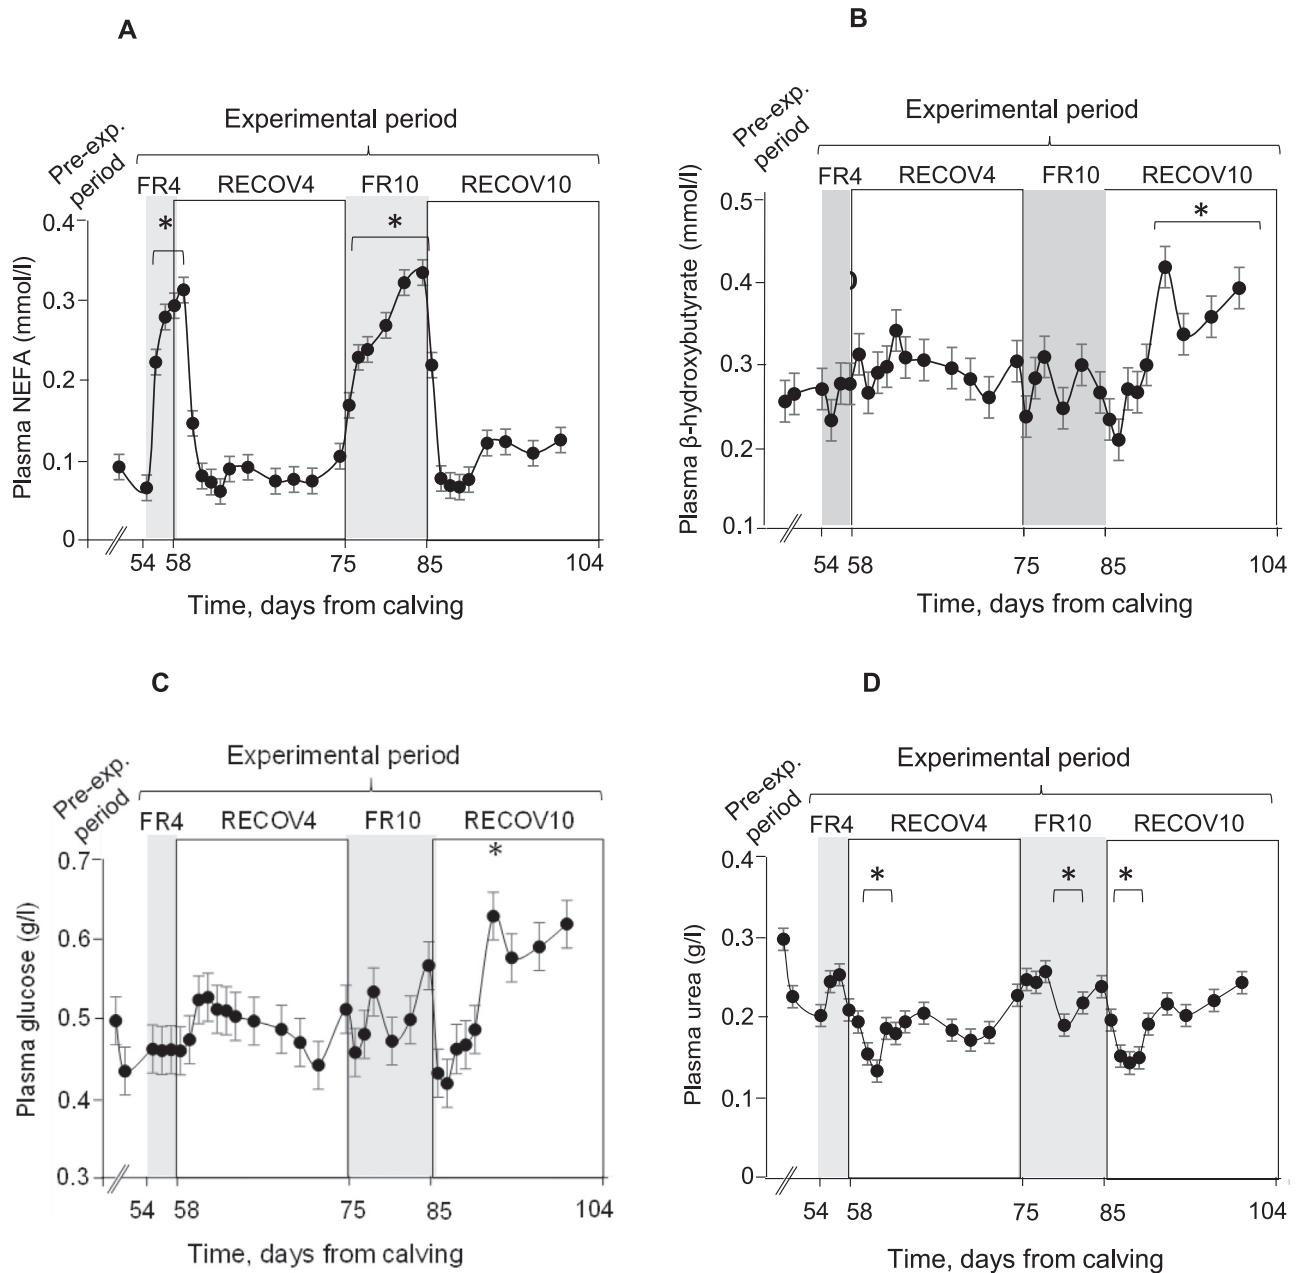 A
Experimental period
Pre-exp.
period
FR4 RECOV4 FR10 RECOV10
* *
0.4
0.3
0.2
0.1
0
Plasma NEFA (mmol/l)
54 58 75 85 104
Time, days from calving
B
Experimental period
Pre-exp.
period
FR4 RECOV4 FR10 RECOV10
*
0.5
0.4
0.3
0.2
0.1
Plasma β-hydroxybutyrate (mmol/l)
54 58 75 85 104
Time, days from calving
C
Experimental period
Pre-exp.
period
FR4 RECOV4 FR10 RECOV10
*
0.7
0.6
0.5
0.4
0.3
Plasma glucose (g/l)
54 58 75 85 104
Time, days from calving
D
Experimental period
Pre-exp.
period
FR4 RECOV4 FR10 RECOV10
* * *
0.4
0.3
0.2
0.1
0
Plasma urea (g/l)
54 58 75 85 104
Time, days from calving